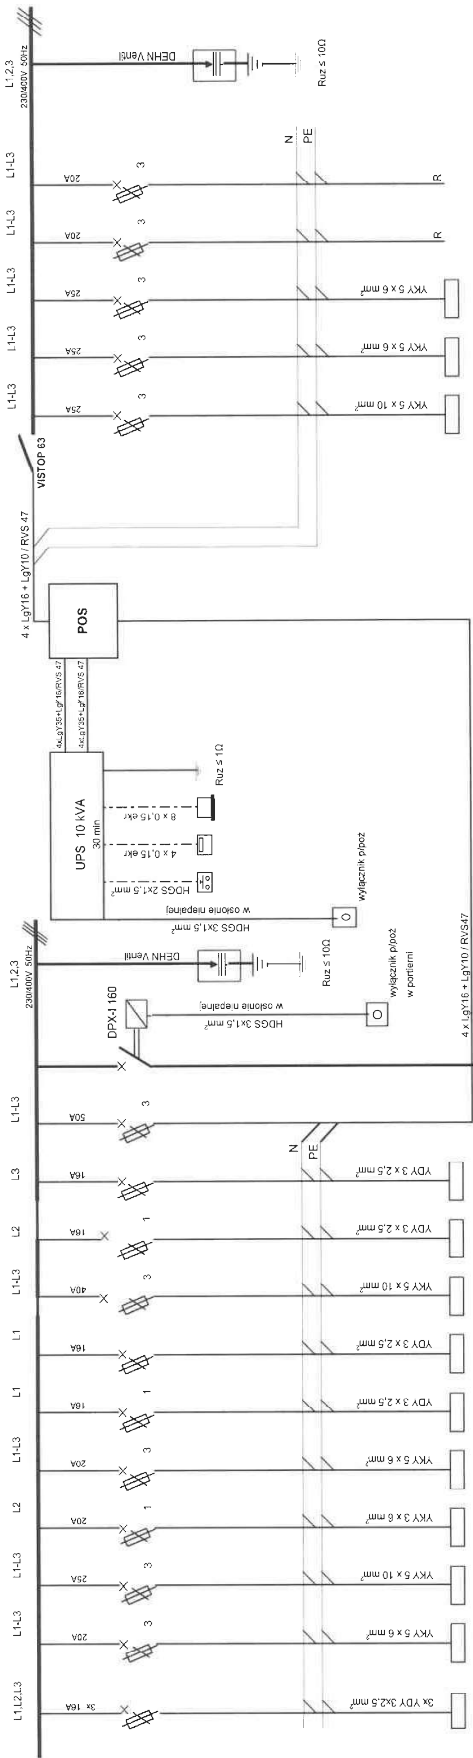 L1,2,3
230/400V 50Hz
DEHN Ventil
Ruz ≤ 10Ω
N
PE
L1-L3
20A
3
R
L1-L3
20A
3
R
L1-L3
25A
3
YKY 5 x 6 mm²
L1-L3
25A
3
YKY 5 x 6 mm²
L1-L3
25A
3
YKY 5 x 10 mm²
VISTOP 63
4 x LgY16 + LgY10 / RVS 47
POS
4xLgY35+LgY16/RVS 47
4xLgY35+LgY16/RVS 47
UPS 10 kVA
30 min
Ruz ≤ 1Ω
8 x 0,15 ekr
4 x 0,15 ekr
HDGS 2x1,5 mm²
w osłonie niepalnej
HDGS 3x1,5 mm²
wyłącznik p/poż
L1,2,3
230/400V 50Hz
DEHN Ventil
Ruz ≤ 10Ω
DPX-I 160
w osłonie niepalnej
HDGS 3x1,5 mm²
wyłącznik p/poż
w portierni
4 x LgY16 + LgY10 / RVS47
L1-L3
50A
3
N
PE
L3
16A
YDY 3 x 2,5 mm²
L2
16A
1
YDY 3 x 2,5 mm²
L1-L3
40A
3
YKY 5 x 10 mm²
L1
16A
YDY 3 x 2,5 mm²
L1
16A
1
YDY 3 x 2,5 mm²
L1-L3
20A
3
YKY 5 x 6 mm²
L2
20A
1
YKY 3 x 6 mm²
L1-L3
25A
3
YKY 5 x 10 mm²
L1-L3
20A
3
YKY 5 x 6 mm²
L1,L2,L3
3x 16A
3x YDY 3x2,5 mm²